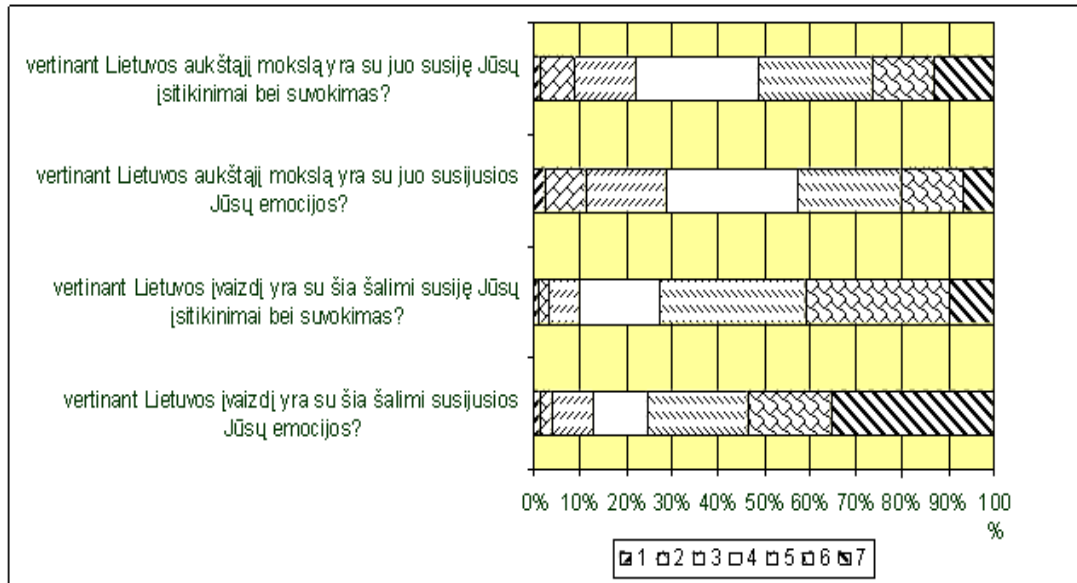 vertinant Lietuvos aukštąjį mokslą yra su juo susiję Jūsų
įsitikinimai bei suvokimas?
vertinant Lietuvos aukštąjį mokslą yra su juo susijusios
Jūsų emocijos?
vertinant Lietuvos įvaizdį yra su šia šalimi susiję Jūsų
įsitikinimai bei suvokimas?
vertinant Lietuvos įvaizdį yra su šia šalimi susijusios
Jūsų emocijos?
0% 10% 20% 30% 40% 50% 60% 70% 80% 90% 100
%
1 2 3 4 5 6 7